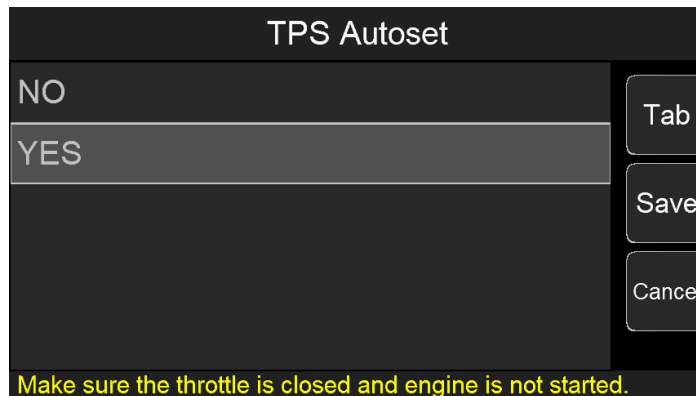 TPS Autoset
NO
YES
Tab
Save
Cance
Make sure the throttle is closed and engine is not started.